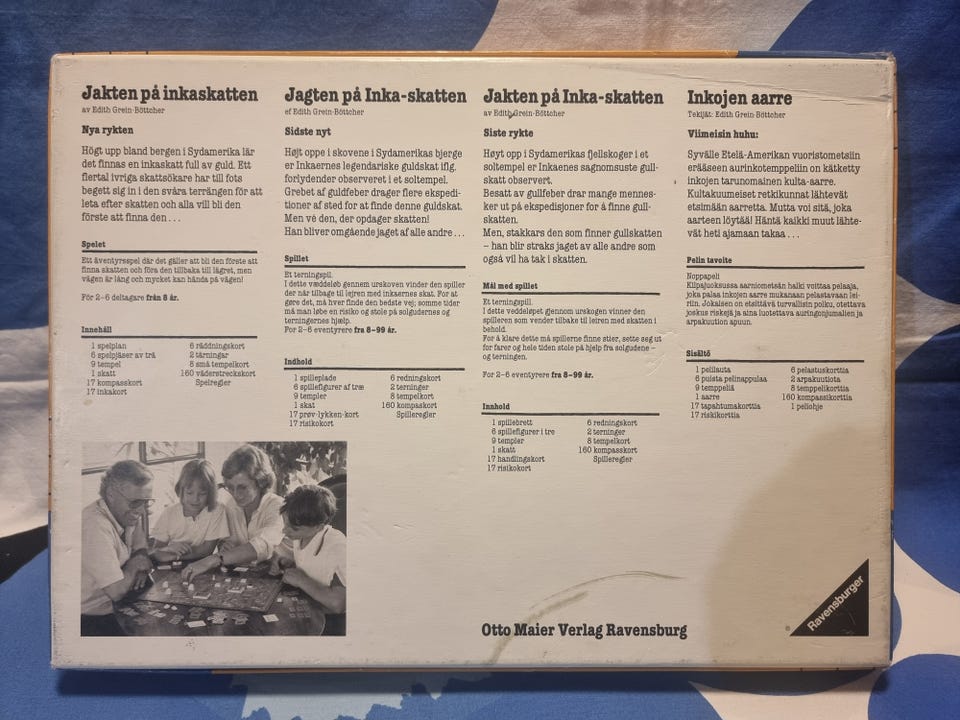 Jakten på inkaskatten
av Edith Grein-Böttcher
Nya rykten
Högt upp bland bergen i Sydamerika lär
det finnas en inkaskatt full av guld. Ett
flertal ivriga skattsökare har till fots
begett sig in i den svåra terrängen för att
leta efter skatten och alla vill bli den
förste att finna den . . .
Spelet
Ett äventyrsspel där det gäller att bli den förste att
finna skatten och föra den tillbaka till lägret, men
vägen är lång och mycket kan hända på vägen!
För 2–6 deltagare från 8 år.
Innehåll
1 spelplan
6 spelpjäser av trä
9 tempel
1 skatt
17 kompasskort
17 inkakort
6 räddningskort
2 tärningar
8 små tempelkort
160 väderstreckskort
Spelregler
Jagten på Inka-skatten
ef Edith Grein-Böttcher
Sidste nyt
Højt oppe i skovene i Sydamerikas bjerge
er Inkaernes legendariske guldskat iflg.
forlydender observeret i et soltempel.
Grebet af guldfeber drager flere ekspedi-
tioner af sted for at finde denne guldskat.
Men vé den, der opdager skatten!
Han bliver omgående jaget af alle andre . . .
Spillet
Et terningspil.
I dette væddeløb gennem urskoven vinder den spiller
der når tilbage til lejren med inkaernes skat. For at
gøre det, må hver finde den bedste vej; somme tider
må man løbe en risiko og stole på solgudernes og
terningernes hjælp.
For 2–6 eventyrere fra 8–99 år.
Indhold
1 spilleplade
6 spillefigurer af træ
9 templer
1 skat
17 prøv-lykken-kort
17 risikokort
6 redningskort
2 terninger
8 tempelkort
160 kompaskort
Spilleregler
Jakten på Inka-skatten
av Edith Grein-Böttcher
Siste rykte
Høyt opp i Sydamerikas fjellskoger i et
soltempel er Inkaenes sagnomsuste gull-
skatt observert.
Besatt av gullfeber drar mange mennes-
ker ut på ekspedisjoner for å finne gull-
skatten.
Men, stakkars den som finner gullskatten
– han blir straks jaget av alle andre som
også vil ha tak i skatten.
Mål med spillet
Et terningspil.
I dette veddeløpet gjennom urskogen vinner den
spilleren som vender tilbake til leiren med skatten i
behold.
For å klare dette må spillerne finne stier, sette seg ut
for farer og hele tiden stole på hjelp fra solgudene –
og terningen.
For 2–6 eventyrere fra 8–99 år.
Innhold
1 spillebrett
6 spillefigurer i tre
9 templer
1 skatt
17 handlingskort
17 risikokort
6 redningskort
2 terninger
8 tempelkort
160 kompasskort
Spilleregler
Inkojen aarre
Tekijät: Edith Grein-Böttcher
Viimeisin huhu:
Syvälle Etelä-Amerikan vuoristometsiin
erääseen aurinkotemppeliin on kätketty
inkojen tarunomainen kulta-aarre.
Kultakuumeiset retkikunnat lähtevät
etsimään aarretta. Mutta voi sitä, joka
aarteen löytää! Häntä kaikki muut lähte-
vät heti ajamaan takaa . . .
Pelin tavoite
Noppapeli
Kilpajuoksussa aarniometsän halki voittaa pelaaja,
joka palaa inkojen aarre mukanaan pelastavaan lei-
riin. Jokaisen on etsittävä turvallisin polku, otettava
joskus riskejä ja aina luotettava auringonjumalien ja
arpakuution apuun.
Sisältö
1 pelilauta
6 puista pelinappulaa
9 temppeliä
1 aarre
17 tapahtumakorttia
17 riskikorttia
6 pelastuskorttia
2 arpakuutiota
8 temppelikorttia
160 kompassikorttia
1 peliohje
Otto Maier Verlag Ravensburg
Ravensburger